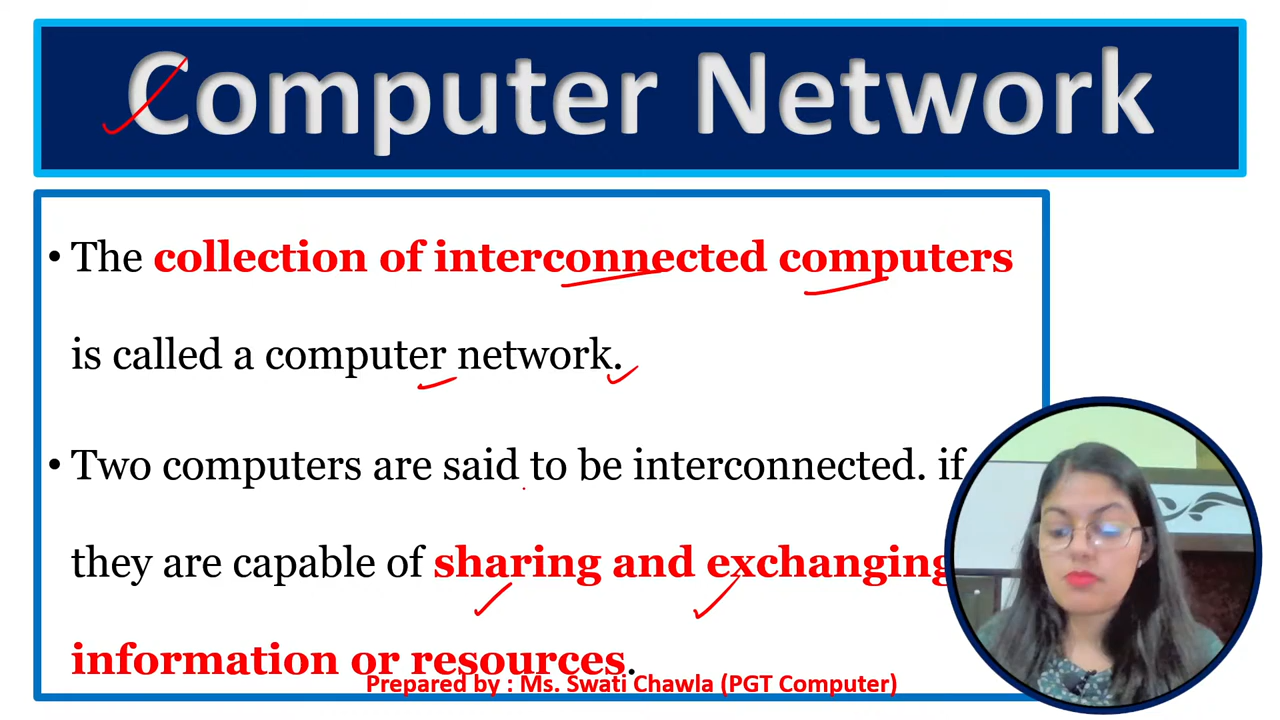 Computer Network
• The collection of interconnected computers
is called a computer network.
• Two computers are said to be interconnected. if
they are capable of sharing and exchanging
information or resources.
Prepared by : Ms. Swati Chawla (PGT Computer)